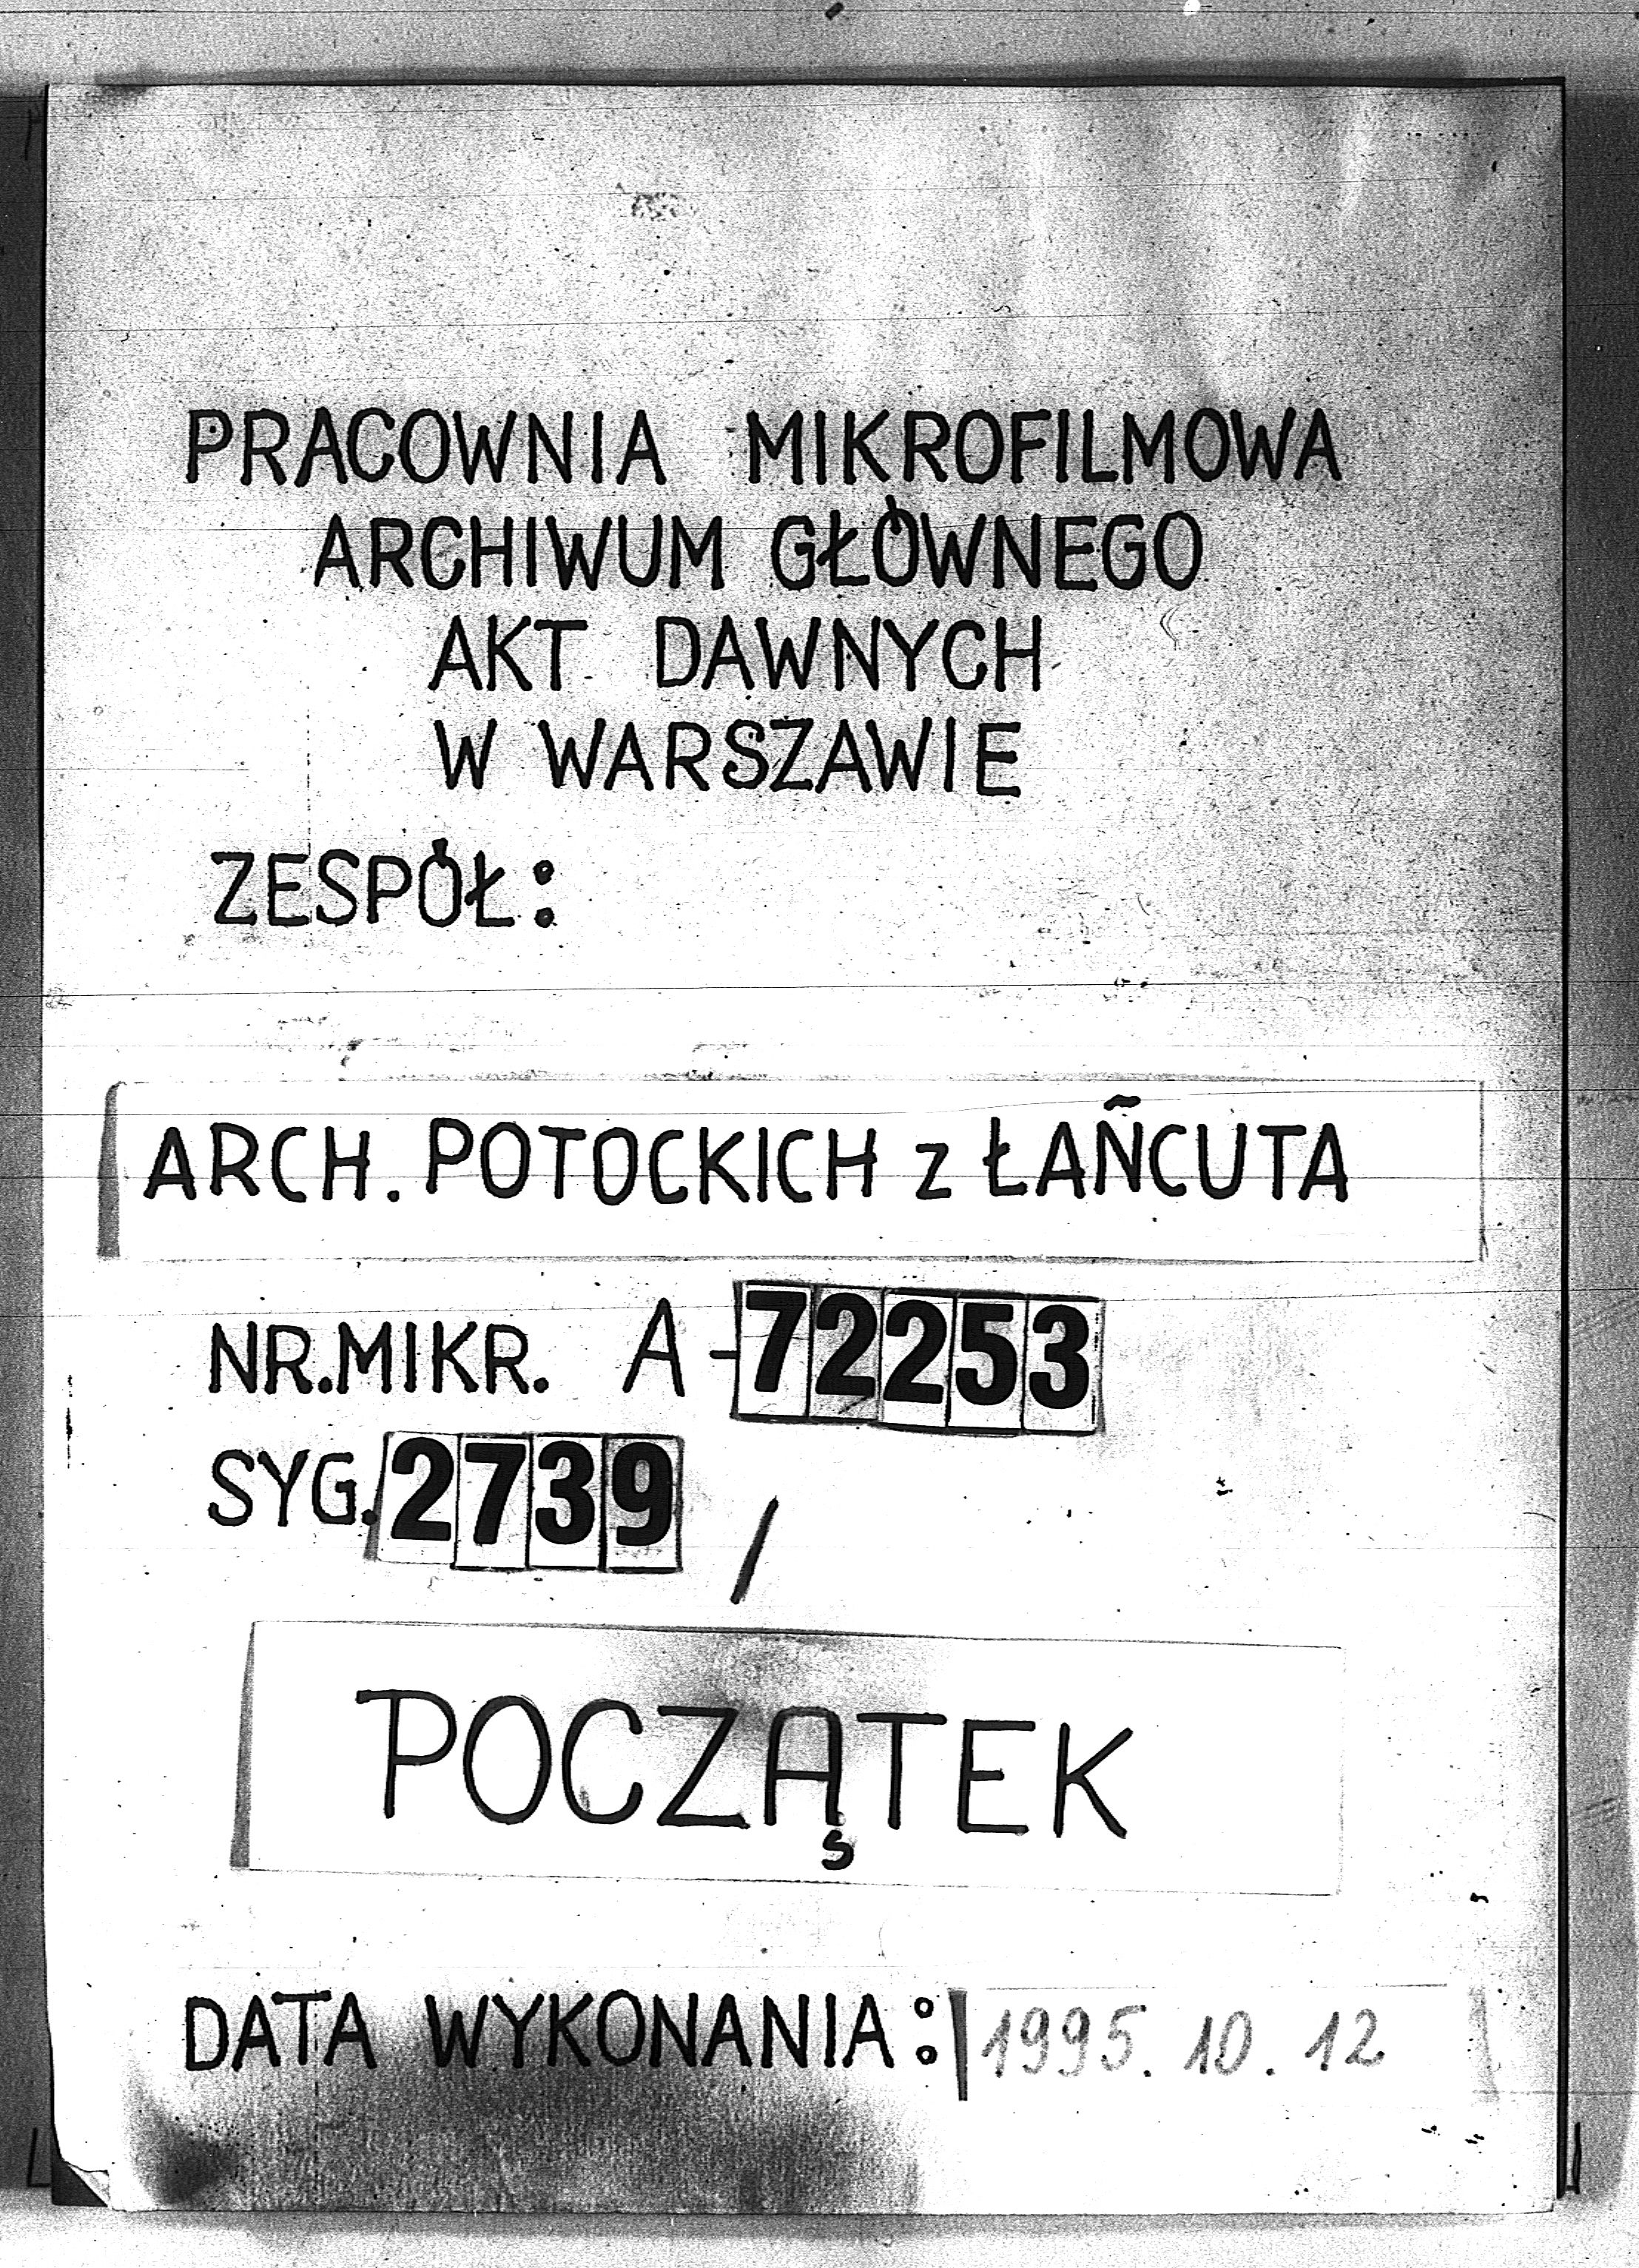 PRACOWNIA MIKROFILMOWA
ARCHIWUM GŁÓWNEGO
AKT DAWNYCH
W WARSZAWIE
ZESPÓŁ:
ARCH. POTOCKICH z ŁAŃCUTA
NR.MIKR. A-72253
SYG. 2739 /
POCZĄTEK
DATA WYKONANIA: 1995. 10. 12